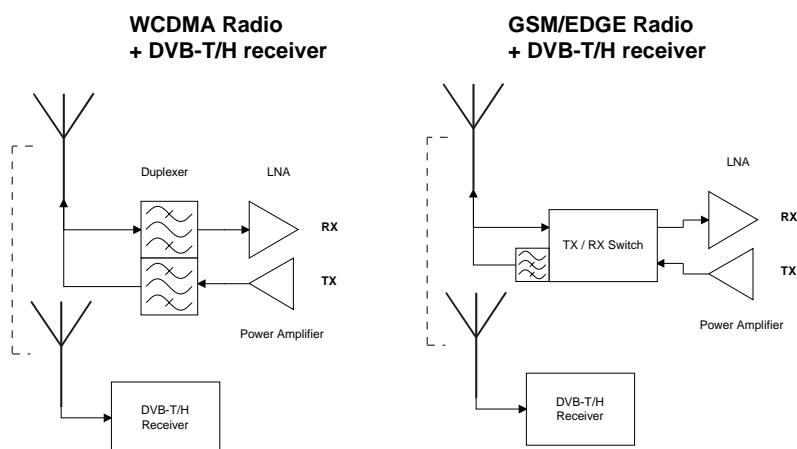 WCDMA Radio
+ DVB-T/H receiver
Duplexer
LNA
RX
TX
Power Amplifier
DVB-T/H
Receiver
GSM/EDGE Radio
+ DVB-T/H receiver
LNA
RX
TX / RX Switch
TX
Power Amplifier
DVB-T/H
Receiver